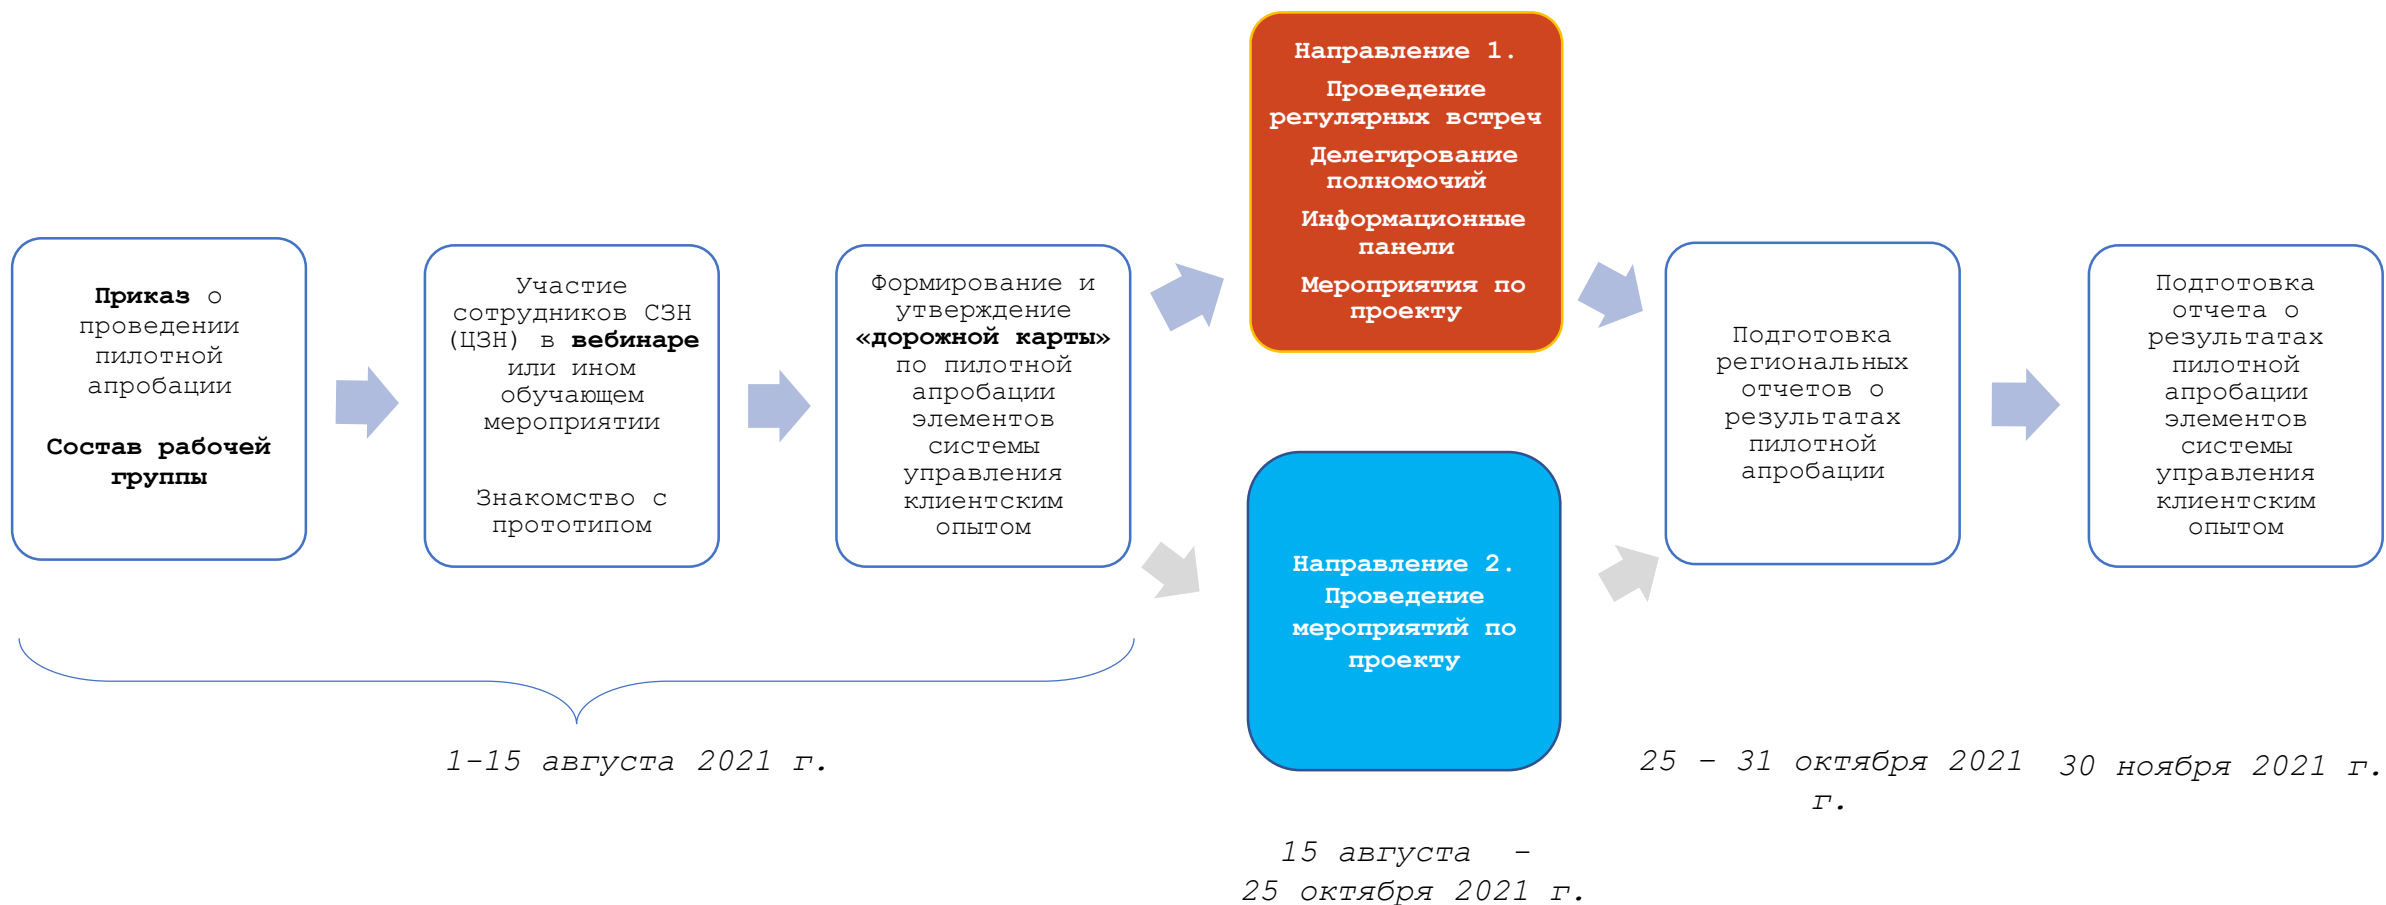 Приказ о
проведении
пилотной
апробации
Состав рабочей
группы
Участие
сотрудников СЗН
(ЦЗН) в вебинаре
или ином
обучающем
мероприятии
Знакомство с
прототипом
Формирование и
утверждение
«дорожной карты»
по пилотной
апробации
элементов
системы
управления
клиентским
опытом
Направление 1.
Проведение
регулярных встреч
Делегирование
полномочий
Информационные
панели
Мероприятия по
проекту
Направление 2.
Проведение
мероприятий по
проекту
Подготовка
региональных
отчетов о
результатах
пилотной
апробации
Подготовка
отчета о
результатах
пилотной
апробации
элементов
системы
управления
клиентским
опытом
1-15 августа 2021 г.
15 августа –
25 октября 2021 г.
25 – 31 октября 2021
г.
30 ноября 2021 г.